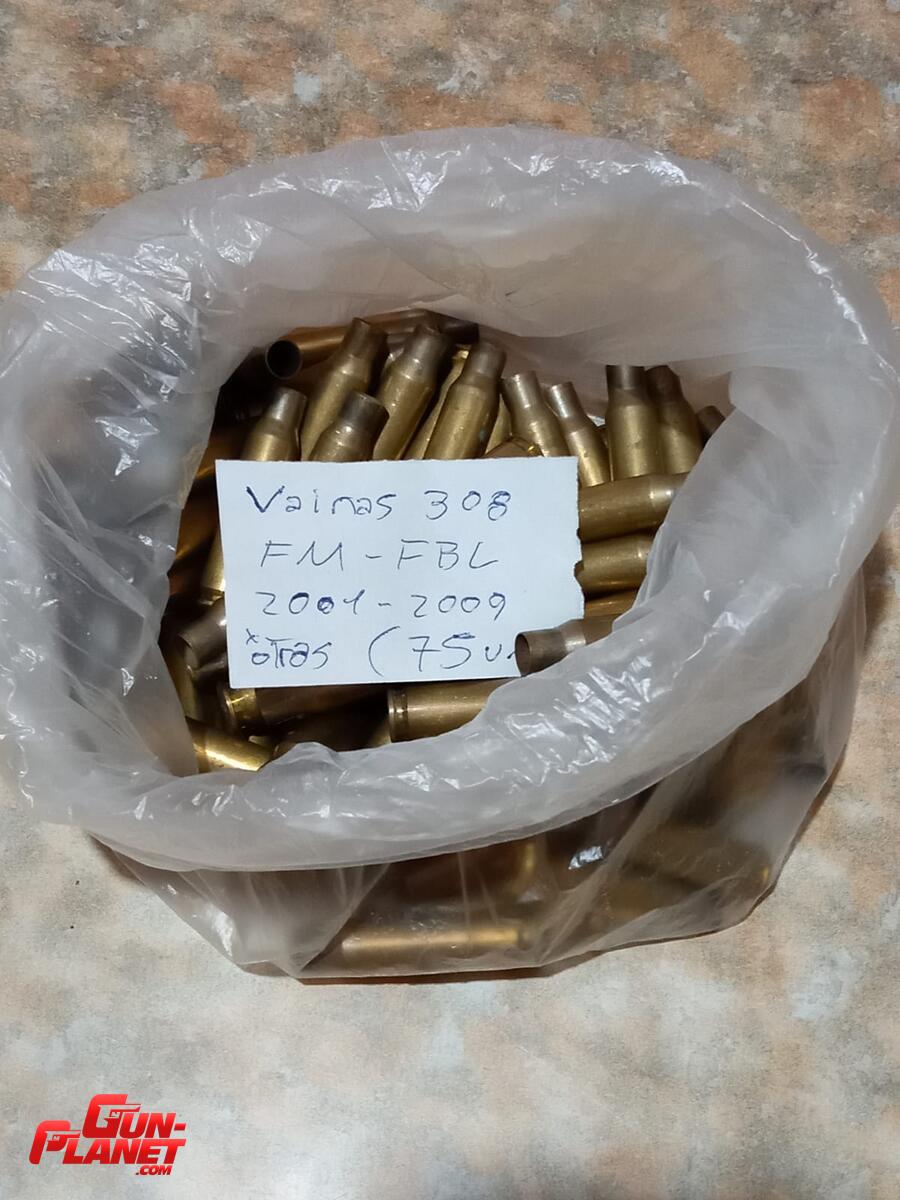 Vainas 308
FM-FBL
2001-2009
x otras (75 u.
GUN-
PLANET
.COM